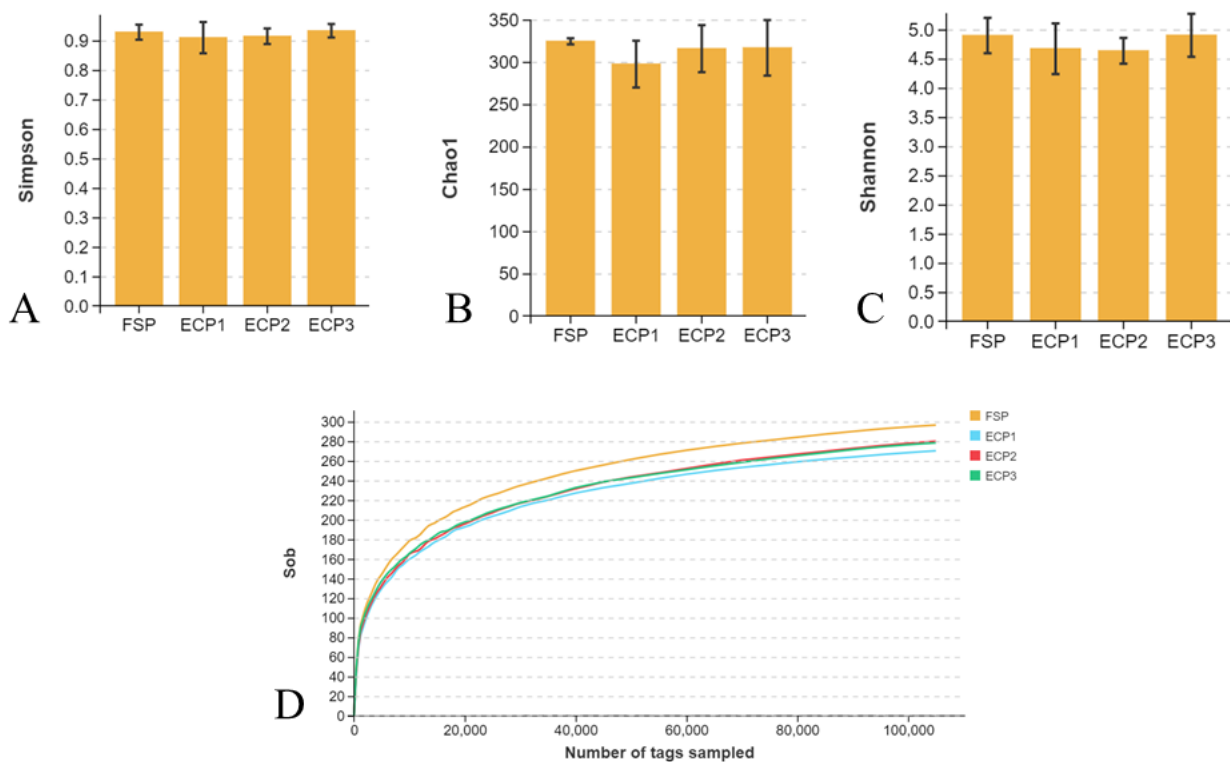 Simpson
0.9
0.8
0.7
0.6
0.5
0.4
0.3
0.2
0.1
0.0
FSP ECP1 ECP2 ECP3
A
Chao1
350
300
250
200
150
100
50
0
FSP ECP1 ECP2 ECP3
B
Shannon
5.0
4.5
4.0
3.5
3.0
2.5
2.0
1.5
1.0
0.5
0.0
FSP ECP1 ECP2 ECP3
C
Sob
300
280
260
240
220
200
180
160
140
120
100
80
60
40
20
0
0 20,000 40,000 60,000 80,000 100,000
Number of tags sampled
FSP
ECP1
ECP2
ECP3
D